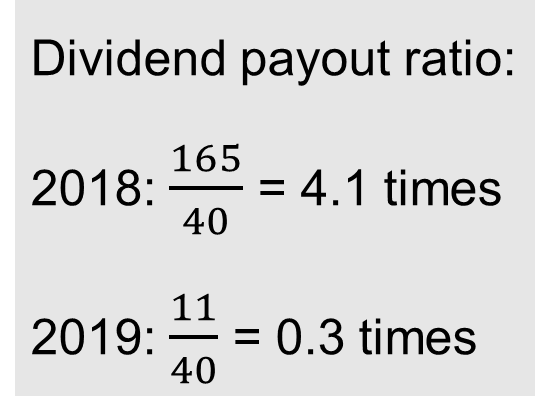 Dividend payout ratio:
2018: 165/40 = 4.1 times
2019: 11/40 = 0.3 times